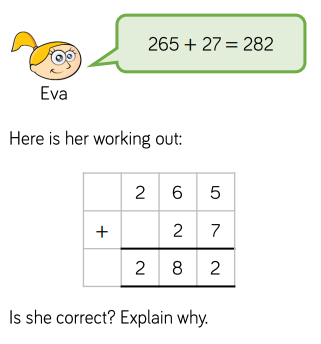 265 + 27 = 282
Eva
Here is her working out:
2 6 5
+ 2 7
2 8 2
Is she correct? Explain why.